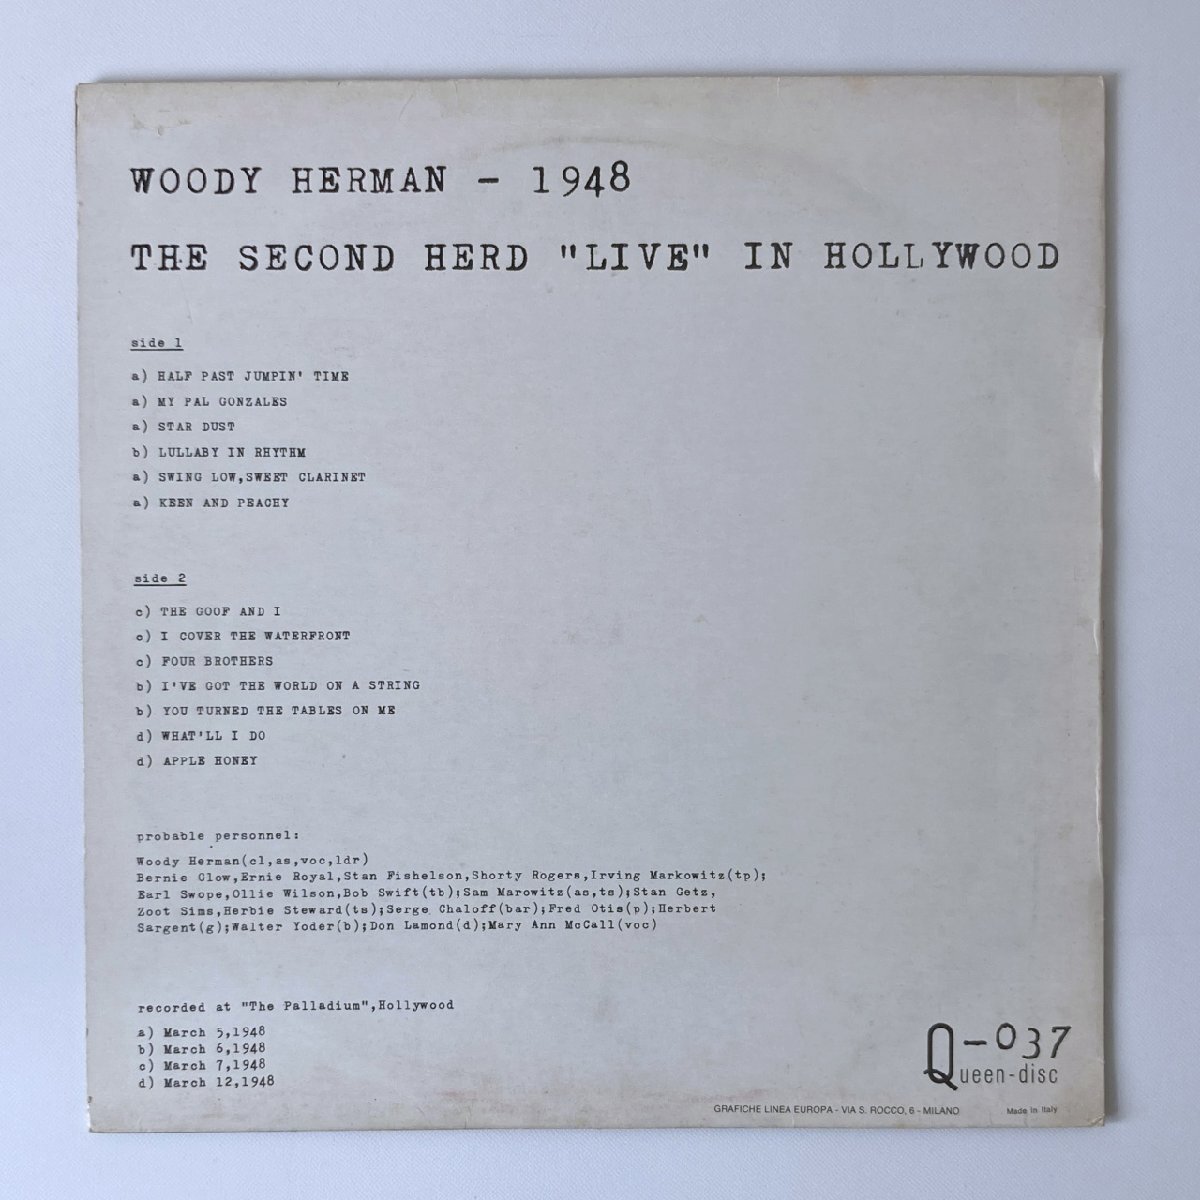 WOODY HERMAN - 1948
THE SECOND HERD "LIVE" IN HOLLYWOOD
side 1
a) HALF PAST JUMPIN' TIME
a) MY PAL GONZALES
a) STAR DUST
b) LULLABY IN RHYTHM
a) SWING LOW,SWEET CLARINET
a) KEEN AND PEACEY
side 2
c) THE GOOF AND I
c) I COVER THE WATERFRONT
c) FOUR BROTHERS
b) I'VE GOT THE WORLD ON A STRING
b) YOU TURNED THE TABLES ON ME
d) WHAT'LL I DO
d) APPLE HONEY
probable personnel:
Woody Herman(cl,as,voc,ldr)
Bernie Glow,Ernie Royal,Stan Fishelson,Shorty Rogers,Irving Markowitz(tp);
Earl Swope,Ollie Wilson,Bob Swift(tb);Sam Marowitz(as,ts);Stan Getz,
Zoot Sims,Herbie Steward(ts);Serge Chaloff(bar);Fred Otis(p);Herbert
Sargent(g);Walter Yoder(b);Don Lamond(d);Mary Ann McCall(voc)
recorded at "The Palladium",Hollywood
a) March 5,1948
b) March 6,1948
c) March 7,1948
d) March 12,1948
Q-037
Queen-disc
GRAFICHE LINEA EUROPA - VIA S. ROCCO, 6 - MILANO
Made in Italy